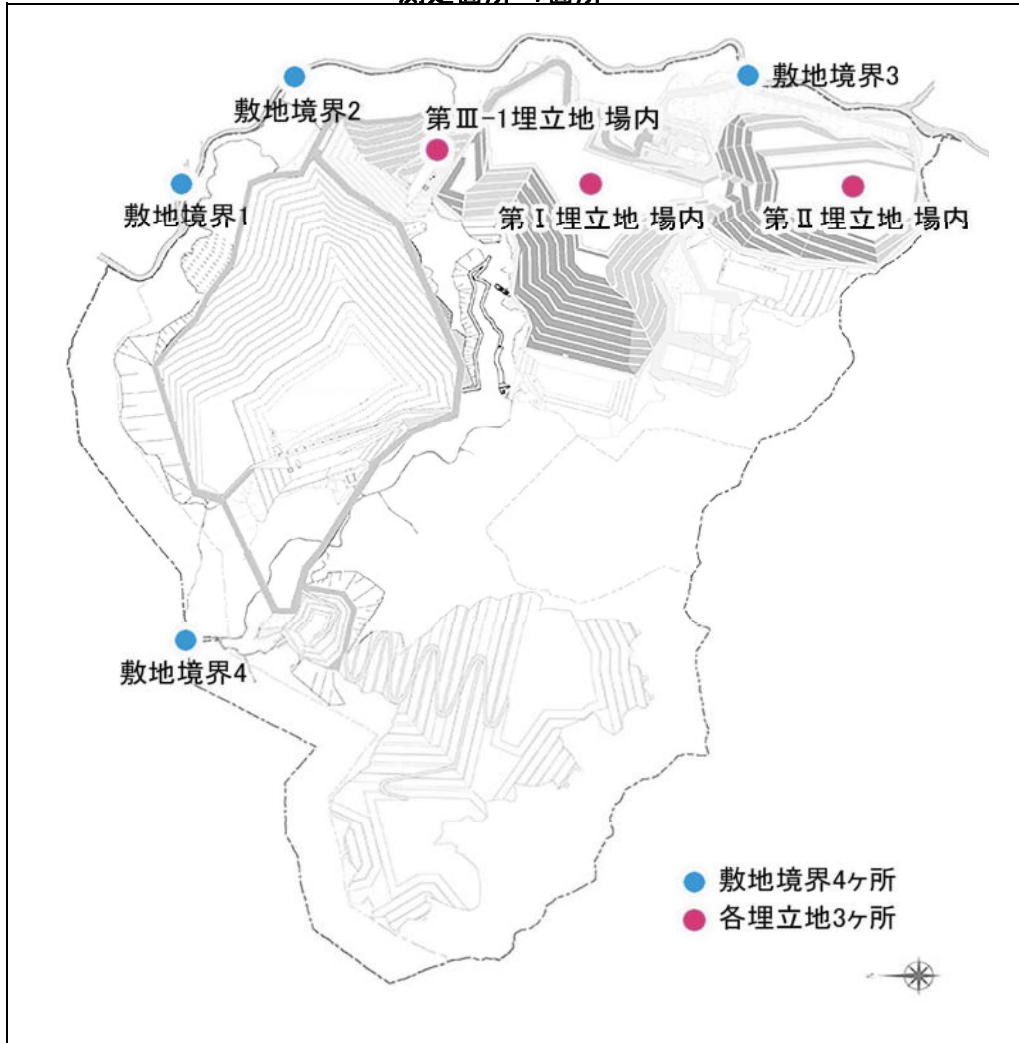 敷地境界3
敷地境界2
第Ⅲ-1埋立地 場内
敷地境界1
第Ⅰ埋立地 場内
第Ⅱ埋立地 場内
敷地境界4
敷地境界4ヶ所
各埋立地3ヶ所